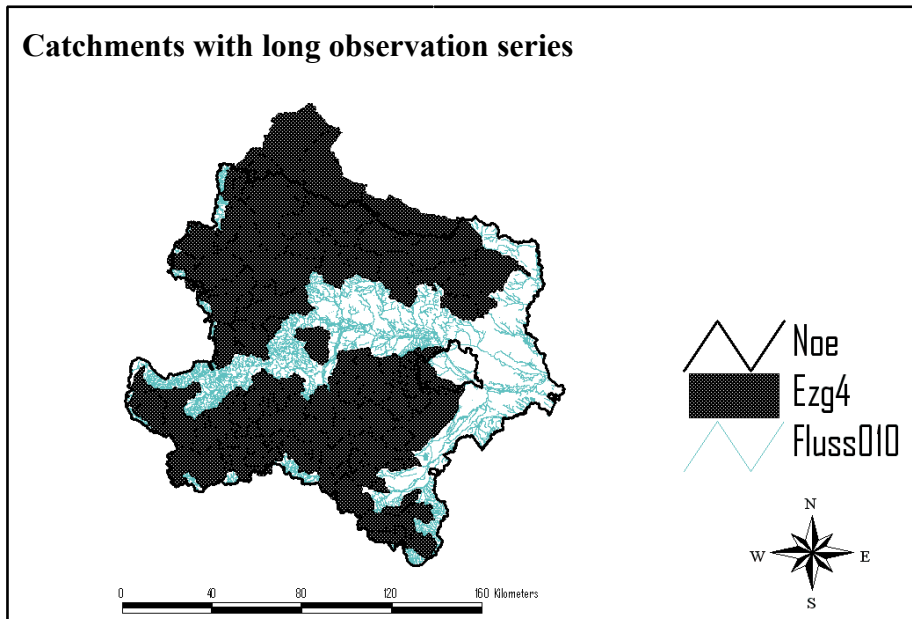 Catchments with long observation series
Noe
Ezg4
Fluss010
N
W E
S
0 40 80 120 160 Kilometers